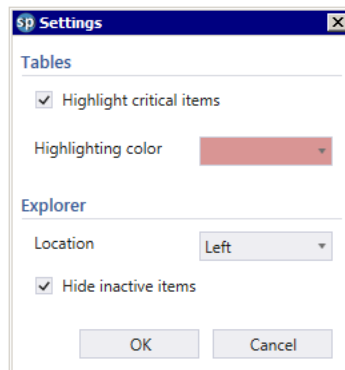 sp Settings
Tables
Highlight critical items
Highlighting color
Explorer
Location Left
Hide inactive items
OK Cancel